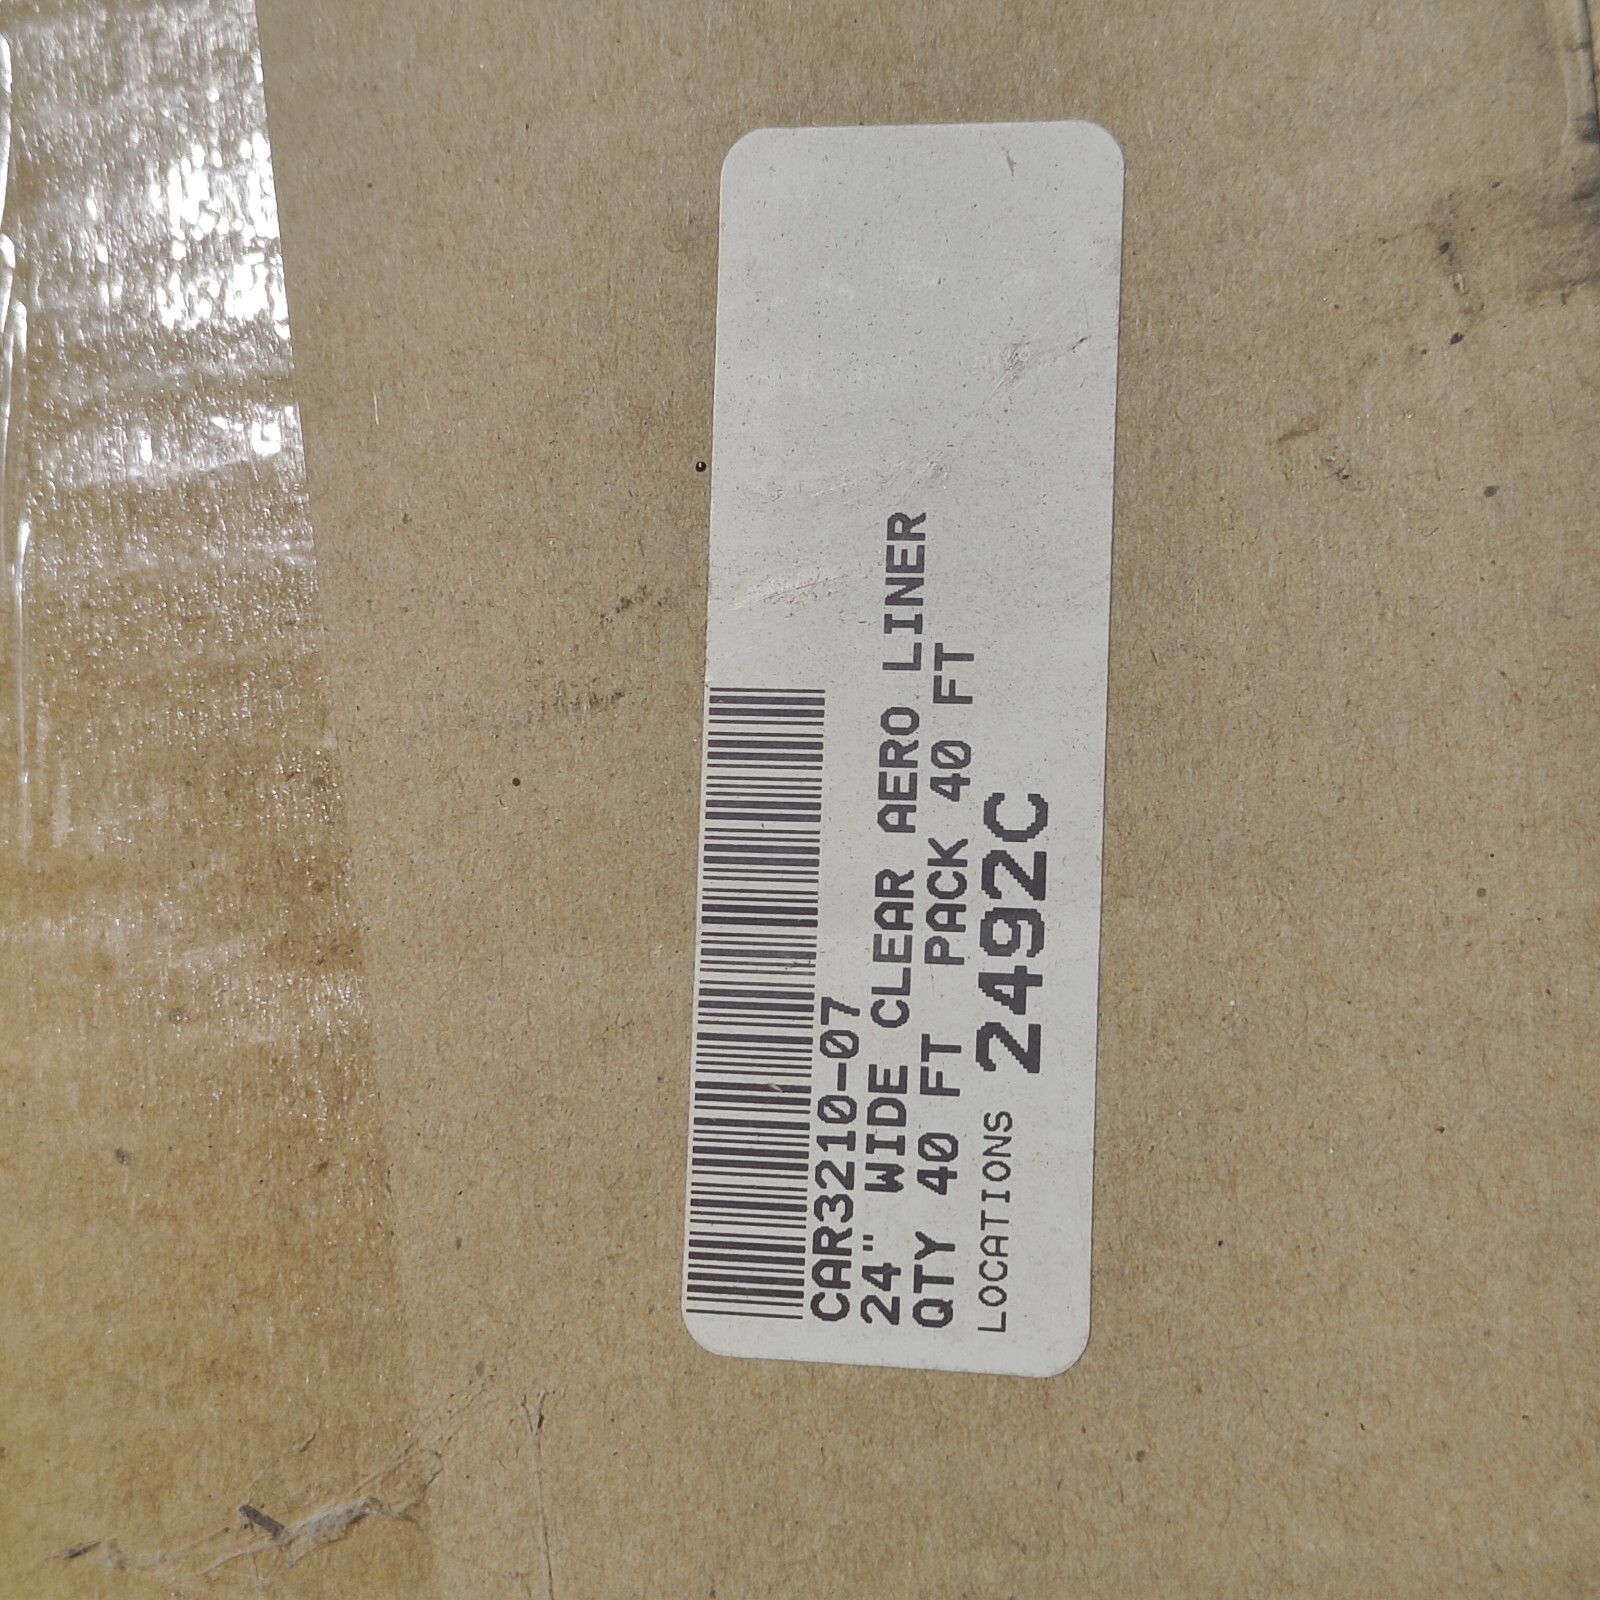 CAR3210-07
24" WIDE CLEAR AERO LINER
QTY 40 FT PACK 40 FT
LOCATIONS 2492C